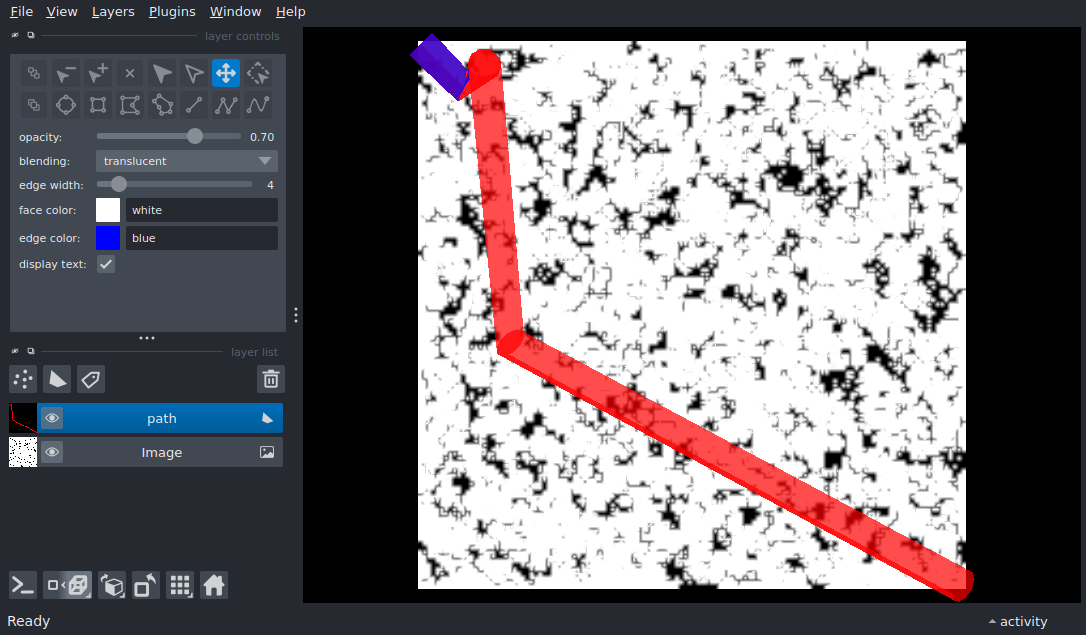 File View Layers Plugins Window Help
layer controls
opacity: 0.70
blending: translucent
edge width: 4
face color: white
edge color: blue
display text:
layer list
path
Image
Ready activity